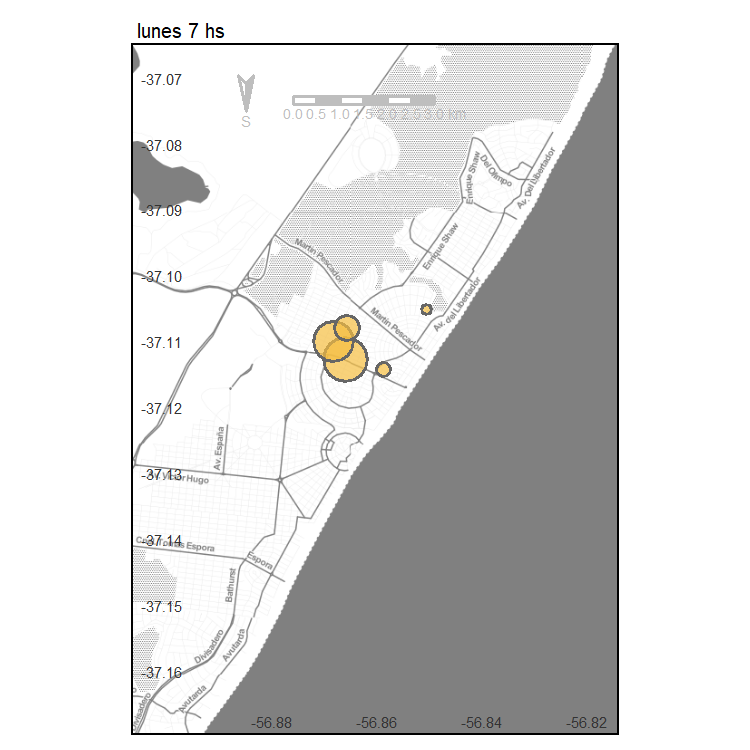 lunes 7 hs
-37.07
S
0.0 0.5 1.0 1.5 2.0 2.5 3.0 km
-37.08
Enrique Shaw
Del Olimpo
Av. Del Libertador
-37.09
Enrique Shaw
Martin Pescador
-37.10
Av. del Libertador
Martin Pescador
-37.11
-37.12
Av. España
-37.13
Hugo
-37.14
Espora
Espora
Bathurst
-37.15
Divisadero
Avutarda
-37.16
Avutarda
Divisadero
-56.88
-56.86
-56.84
-56.82